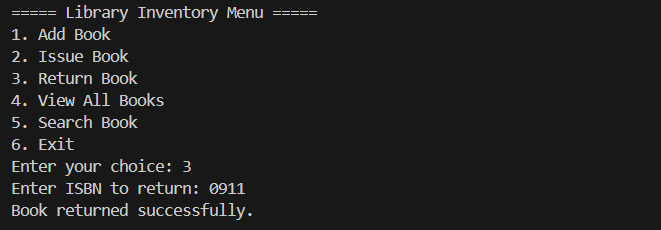 ===== Library Inventory Menu =====
1. Add Book
2. Issue Book
3. Return Book
4. View All Books
5. Search Book
6. Exit
Enter your choice: 3
Enter ISBN to return: 0911
Book returned successfully.